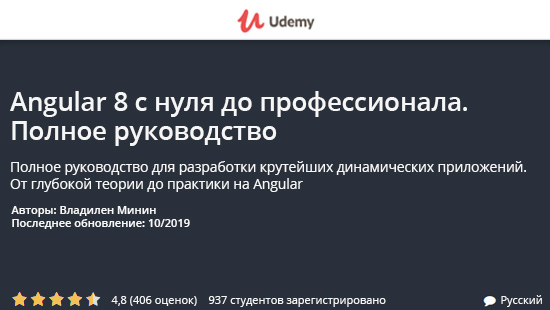 Udemy
Angular 8 с нуля до профессионала.
Полное руководство
Полное руководство для разработки крутейших динамических приложений.
От глубокой теории до практики на Angular
Авторы: Владилен Минин
Последнее обновление: 10/2019
4,8 (406 оценок) 937 студентов зарегистрировано Русский